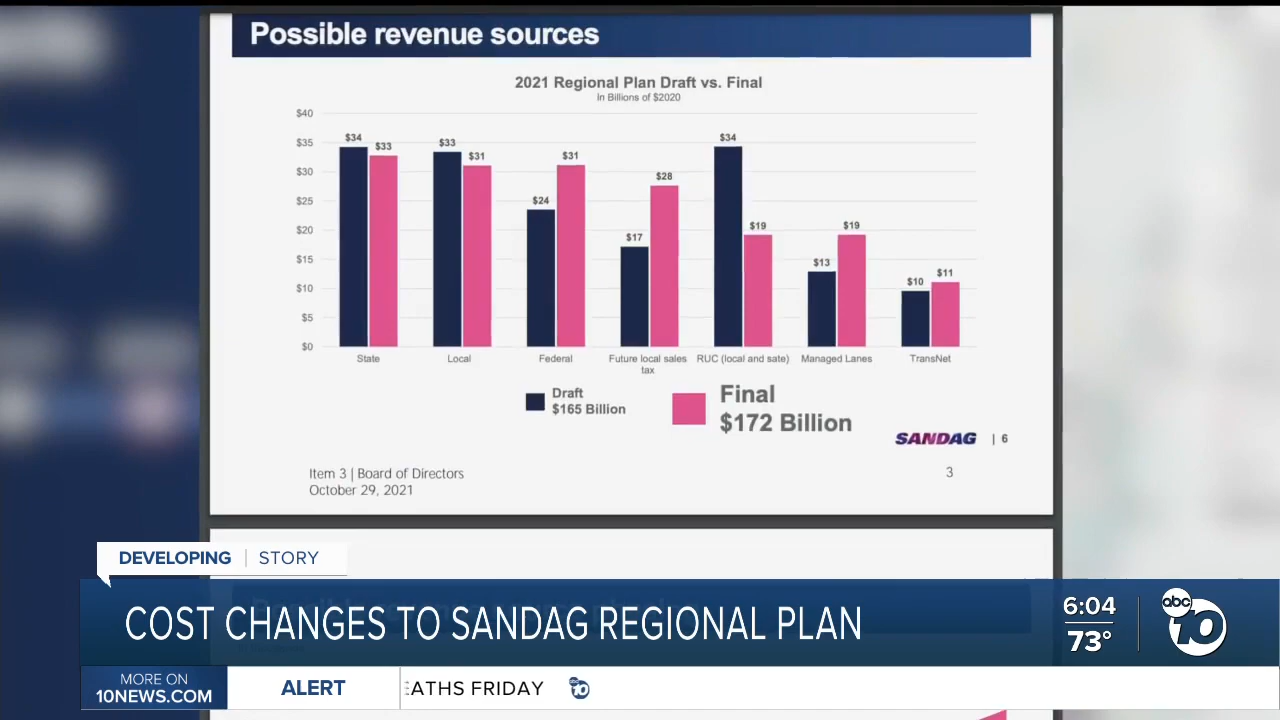 Possible revenue sources
2021 Regional Plan Draft vs. Final
In Billions of $2020
$40
$35
$30
$25
$20
$15
$10
$5
$0
$34
$33
$33
$31
$24
$31
$17
$28
$34
$19
$13
$19
$10
$11
State
Local
Federal
Future local sales
tax
RUC (local and sate)
Managed Lanes
TransNet
Draft
$165 Billion
Final
$172 Billion
SANDAG | 6
Item 3 | Board of Directors
October 29, 2021
3
DEVELOPING | STORY
COST CHANGES TO SANDAG REGIONAL PLAN
6:04
73°
abc
10
MORE ON
10NEWS.COM
ALERT
ATHS FRIDAY
abc 10